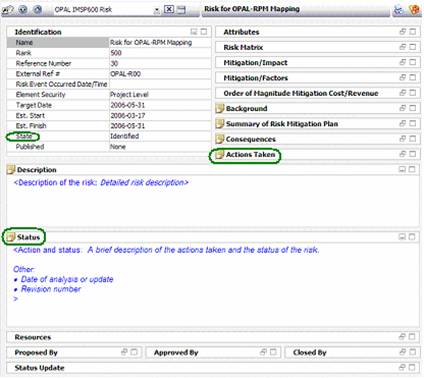 OPAL IMSP600 Risk
Risk for OPAL-RPM Mapping
Identification
Name Risk for OPAL-RPM Mapping
Rank 500
Reference Number 30
External Ref # OPAL-R00
Risk Event Occurred Date/Time
Element Security Project Level
Target Date 2006-05-31
Est. Start 2006-03-17
Est. Finish 2006-05-31
State Identified
Published None
Attributes
Risk Matrix
Mitigation/Impact
Mitigation/Factors
Order of Magnitude Mitigation Cost/Revenue
Background
Summary of Risk Mitigation Plan
Consequences
Actions Taken
Description
<Description of the risk: Detailed risk description>
Status
<Action and status: A brief description of the actions taken and the status of the risk.
Other:
• Date of analysis or update
• Revision number
>
Resources
Proposed By
Approved By
Closed By
Status Update